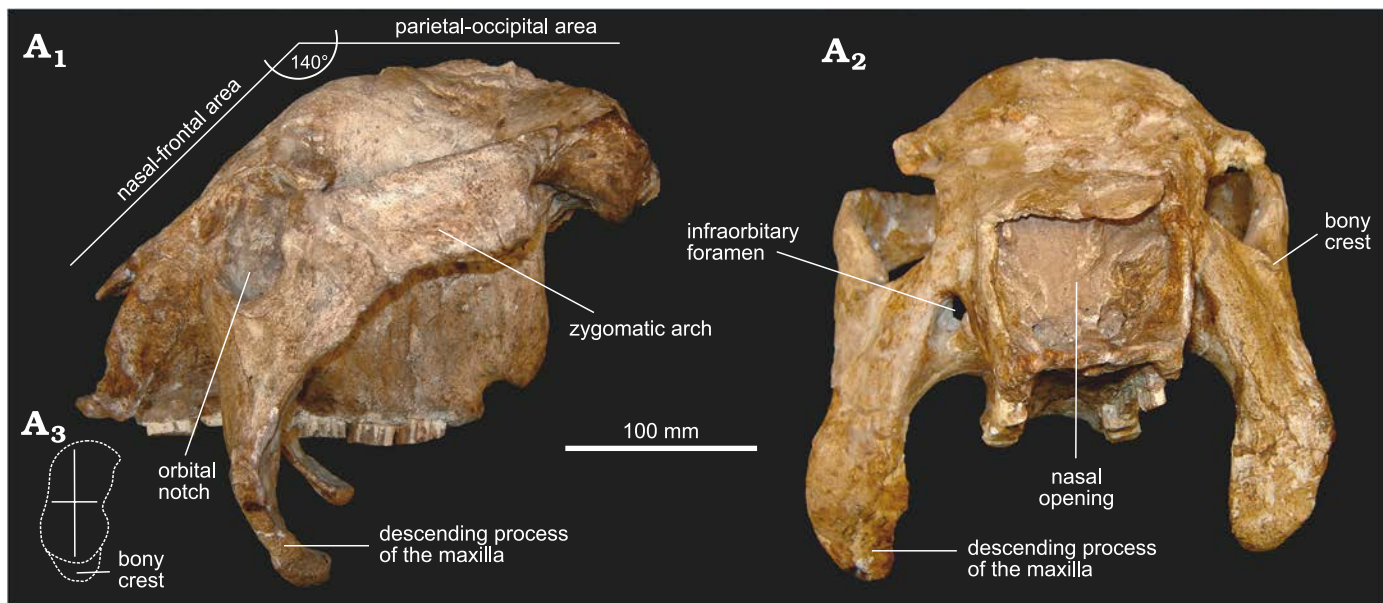 A1
parietal-occipital area
140°
nasal-frontal area
zygomatic arch
A3
orbital
notch
bony
crest
descending process
of the maxilla
100 mm
A2
infraorbitary
foramen
bony
crest
nasal
opening
descending process
of the maxilla